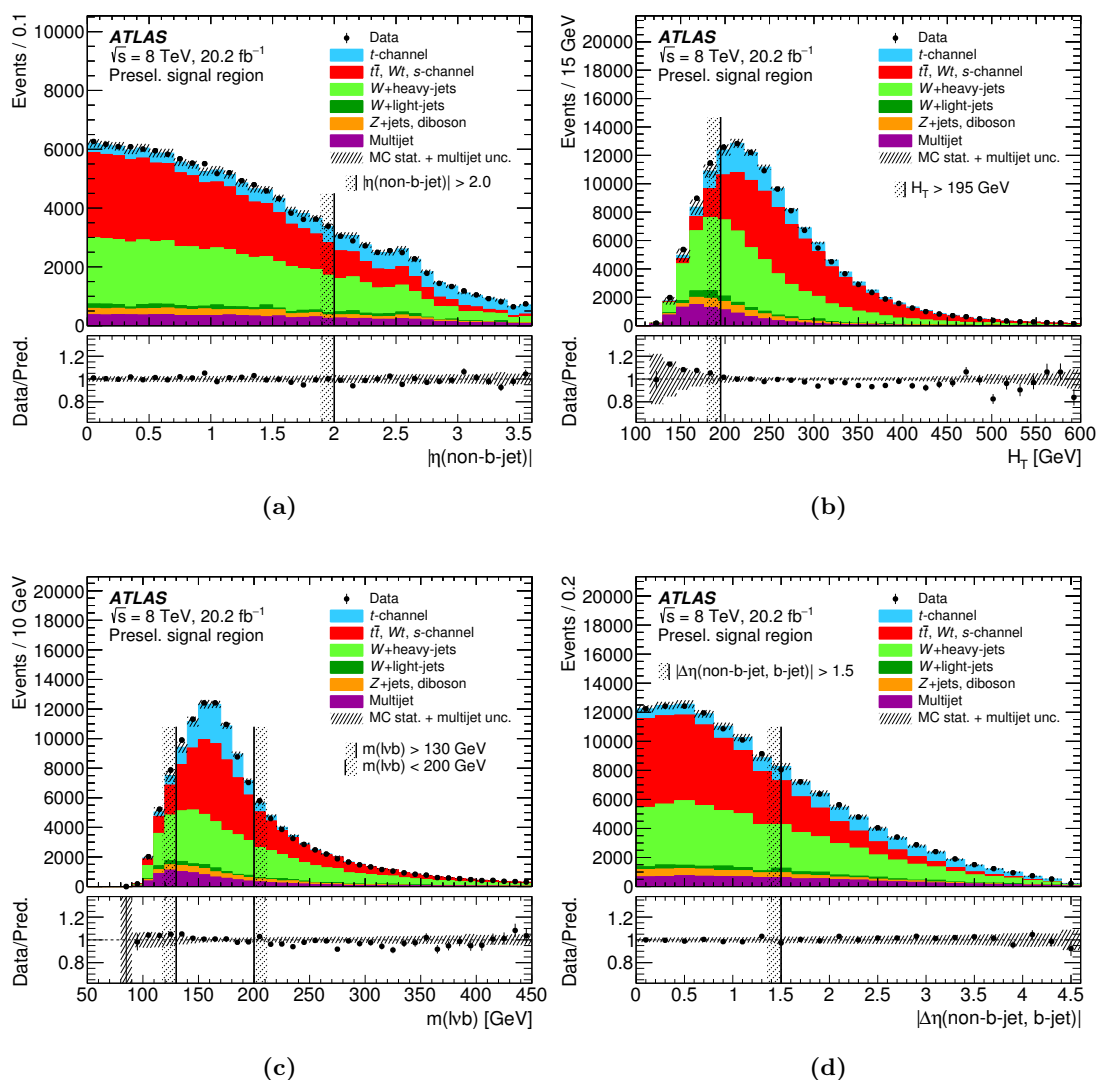 Events / 0.1
10000
8000
6000
4000
2000
0
ATLAS
√s = 8 TeV, 20.2 fb⁻¹
Presel. signal region
Data
t-channel
tt̄, Wt, s-channel
W+heavy-jets
W+light-jets
Z+jets, diboson
Multijet
MC stat. + multijet unc.
|η(non-b-jet)| > 2.0
Data/Pred.
1.2
1
0.8
0 0.5 1 1.5 2 2.5 3 3.5
|η(non-b-jet)|
(a)
Events / 15 GeV
20000
18000
16000
14000
12000
10000
8000
6000
4000
2000
0
ATLAS
√s = 8 TeV, 20.2 fb⁻¹
Presel. signal region
Data
t-channel
tt̄, Wt, s-channel
W+heavy-jets
W+light-jets
Z+jets, diboson
Multijet
MC stat. + multijet unc.
H_T > 195 GeV
Data/Pred.
1.2
1
0.8
100 150 200 250 300 350 400 450 500 550 600
H_T [GeV]
(b)
Events / 10 GeV
20000
18000
16000
14000
12000
10000
8000
6000
4000
2000
0
ATLAS
√s = 8 TeV, 20.2 fb⁻¹
Presel. signal region
Data
t-channel
tt̄, Wt, s-channel
W+heavy-jets
W+light-jets
Z+jets, diboson
Multijet
MC stat. + multijet unc.
m(lνb) > 130 GeV
m(lνb) < 200 GeV
Data/Pred.
1.2
1
0.8
50 100 150 200 250 300 350 400 450
m(lνb) [GeV]
(c)
Events / 0.2
20000
18000
16000
14000
12000
10000
8000
6000
4000
2000
0
ATLAS
√s = 8 TeV, 20.2 fb⁻¹
Presel. signal region
|Δη(non-b-jet, b-jet)| > 1.5
Data
t-channel
tt̄, Wt, s-channel
W+heavy-jets
W+light-jets
Z+jets, diboson
Multijet
MC stat. + multijet unc.
Data/Pred.
1.2
1
0.8
0 0.5 1 1.5 2 2.5 3 3.5 4 4.5
|Δη(non-b-jet, b-jet)|
(d)